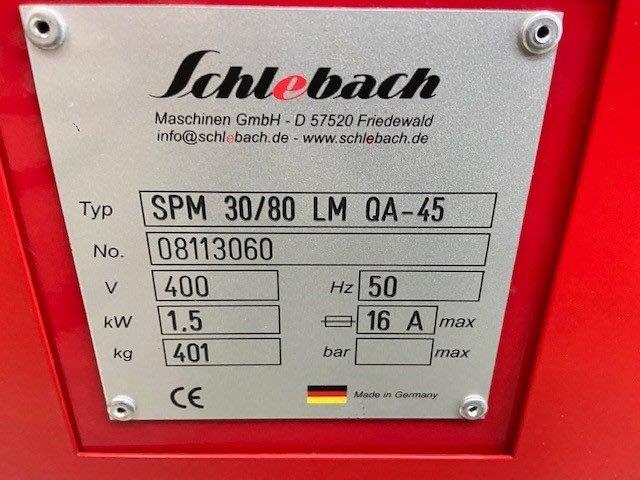 Schlebach
Maschinen GmbH - D 57520 Friedewald
info@schlebach.de - www.schlebach.de
Typ SPM 30/80 LM QA-45
No. 08113060
V 400 Hz 50
kW 1.5 16 A max
kg 401 bar max
CE Made in Germany